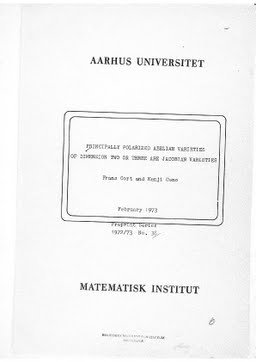 AARHUS UNIVERSITET
PRINCIPALLY POLARIZED ABELIAN VARIETIES
OF DIMENSION TWO OR THREE ARE JACOBIAN VARIETIES
Frans Oort and Kenji Ueno
February 1973
Preprint Series
1972/73 No.
MATEMATISK INSTITUT